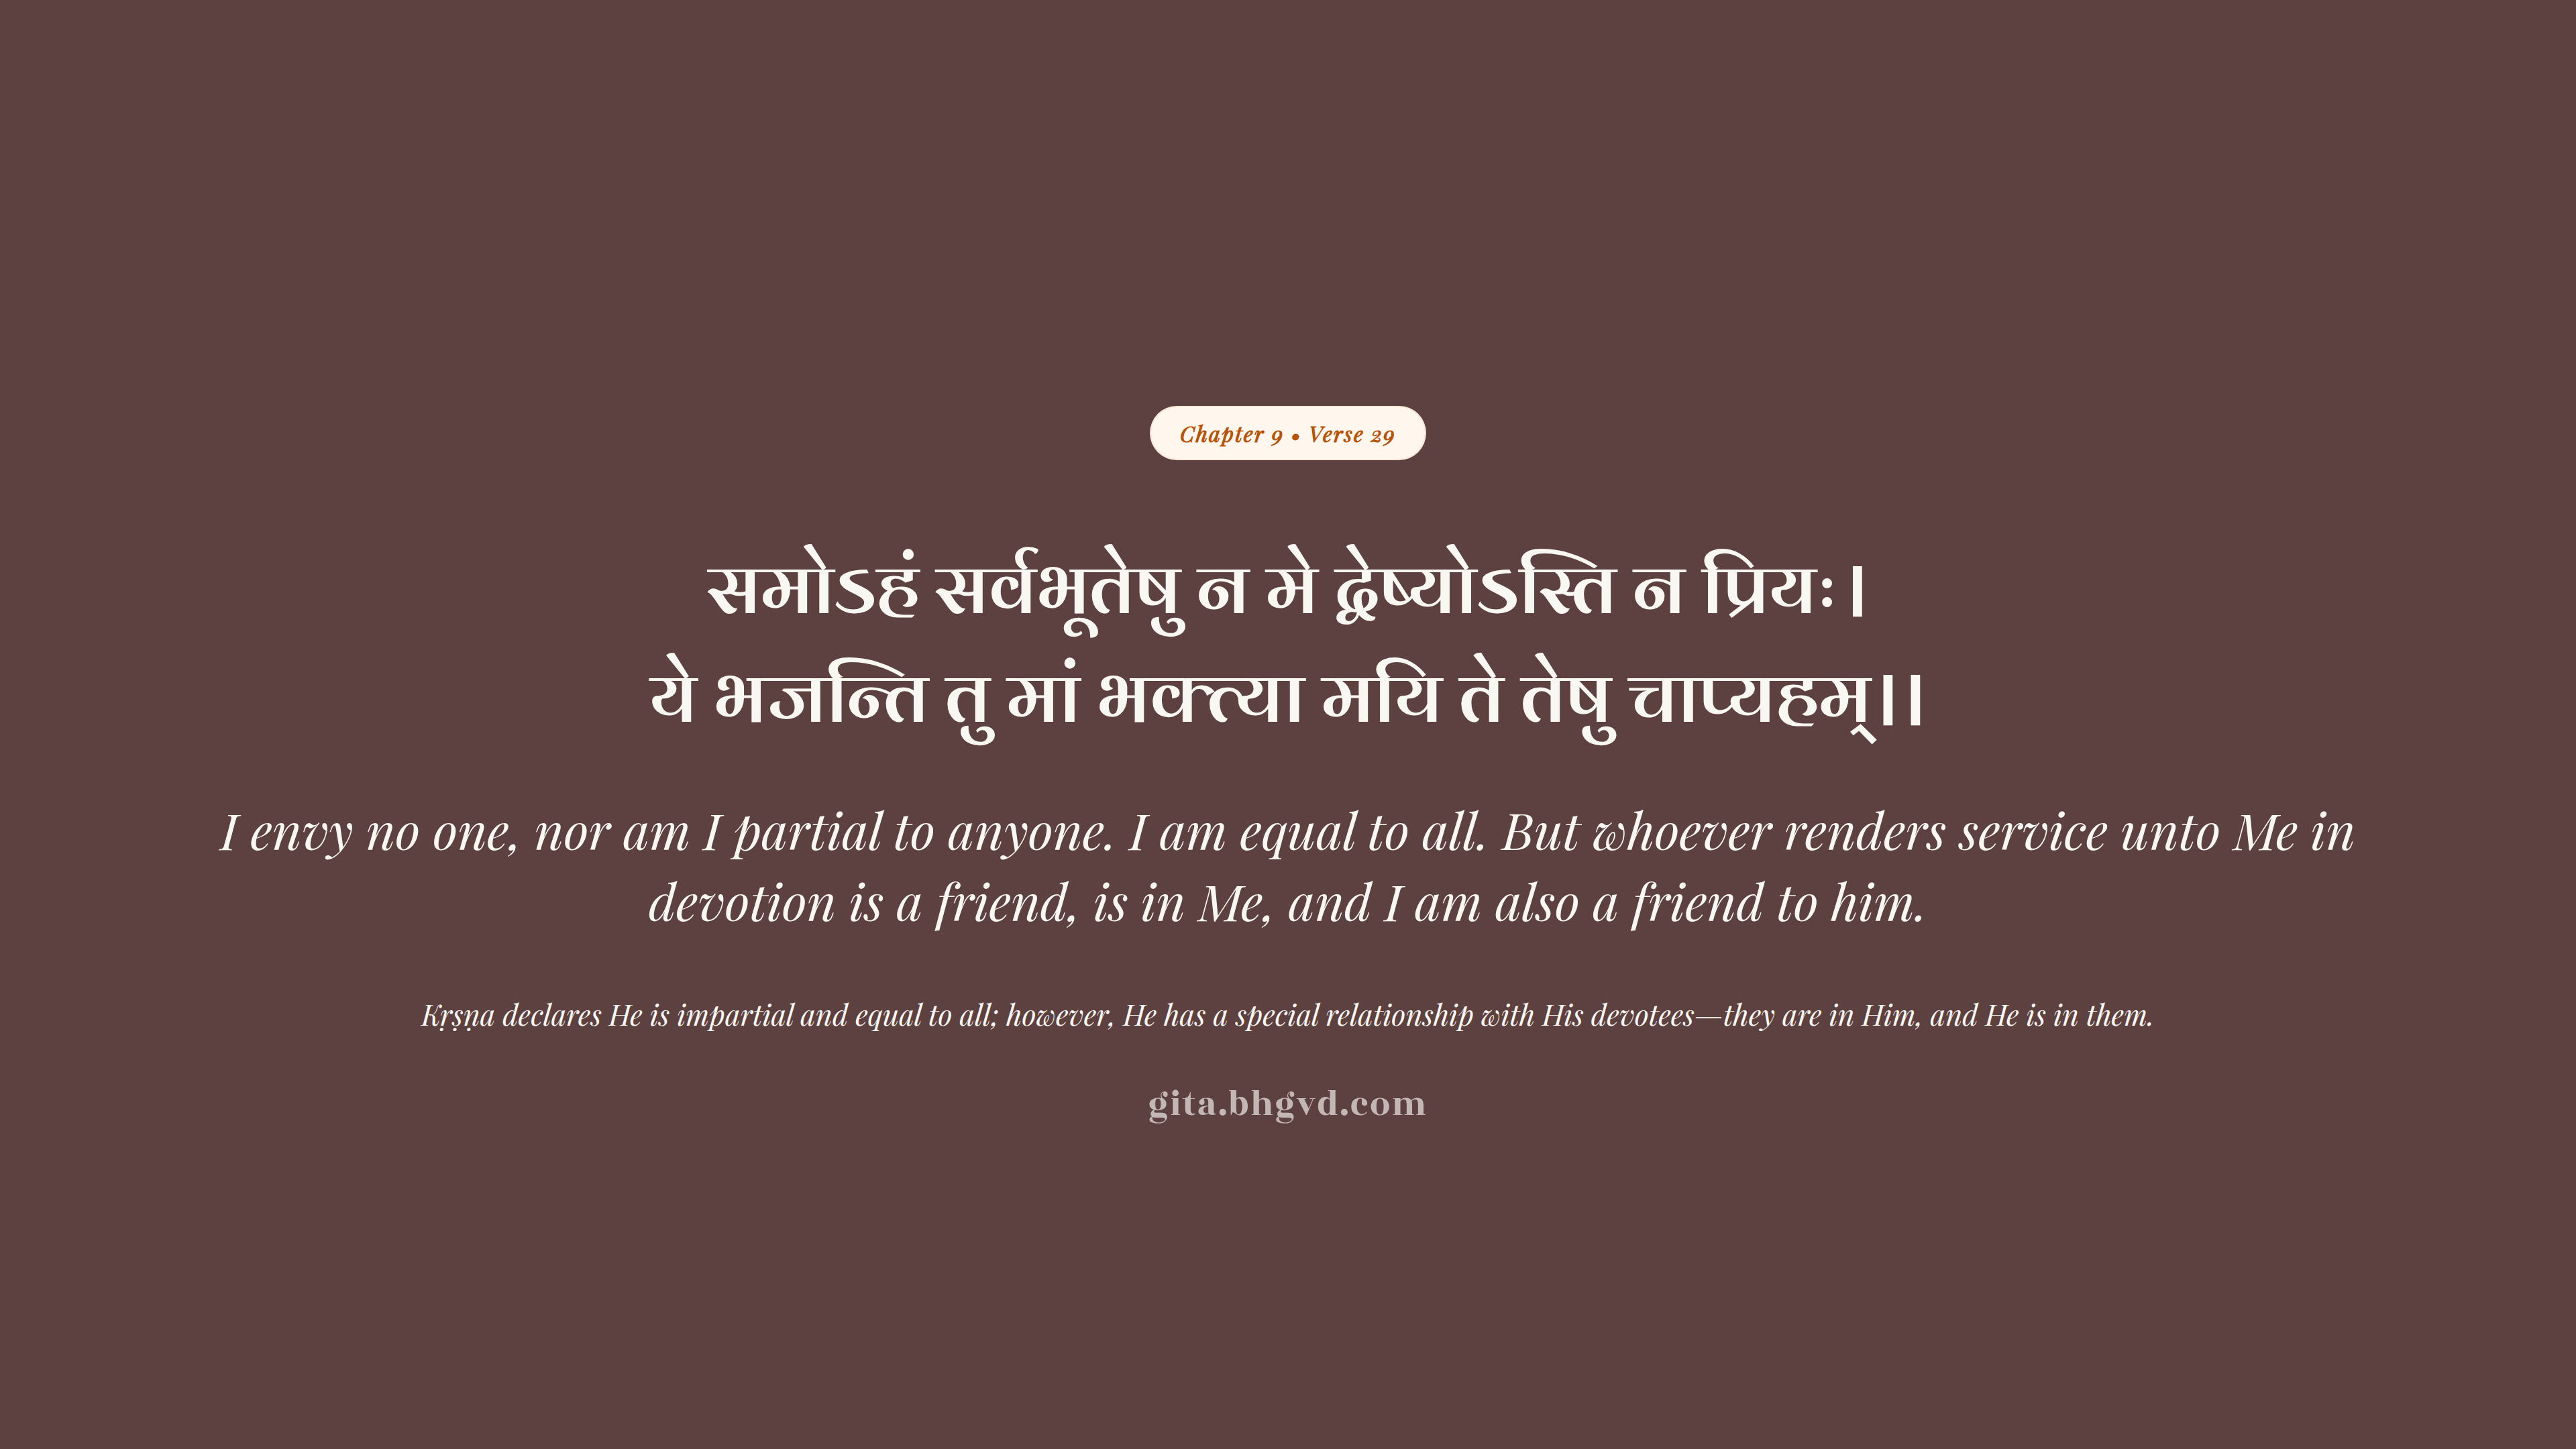 Chapter 9 • Verse 29
समोऽहं सर्वभूतेषु न मे द्वेष्योऽस्ति न प्रियः।
ये भजन्ति तु मां भक्त्या मयि ते तेषु चाप्यहम्।।
I envy no one, nor am I partial to anyone. I am equal to all. But whoever renders service unto Me in
devotion is a friend, is in Me, and I am also a friend to him.
Kṛṣṇa declares He is impartial and equal to all; however, He has a special relationship with His devotees—they are in Him, and He is in them.
gita.bhgvd.com